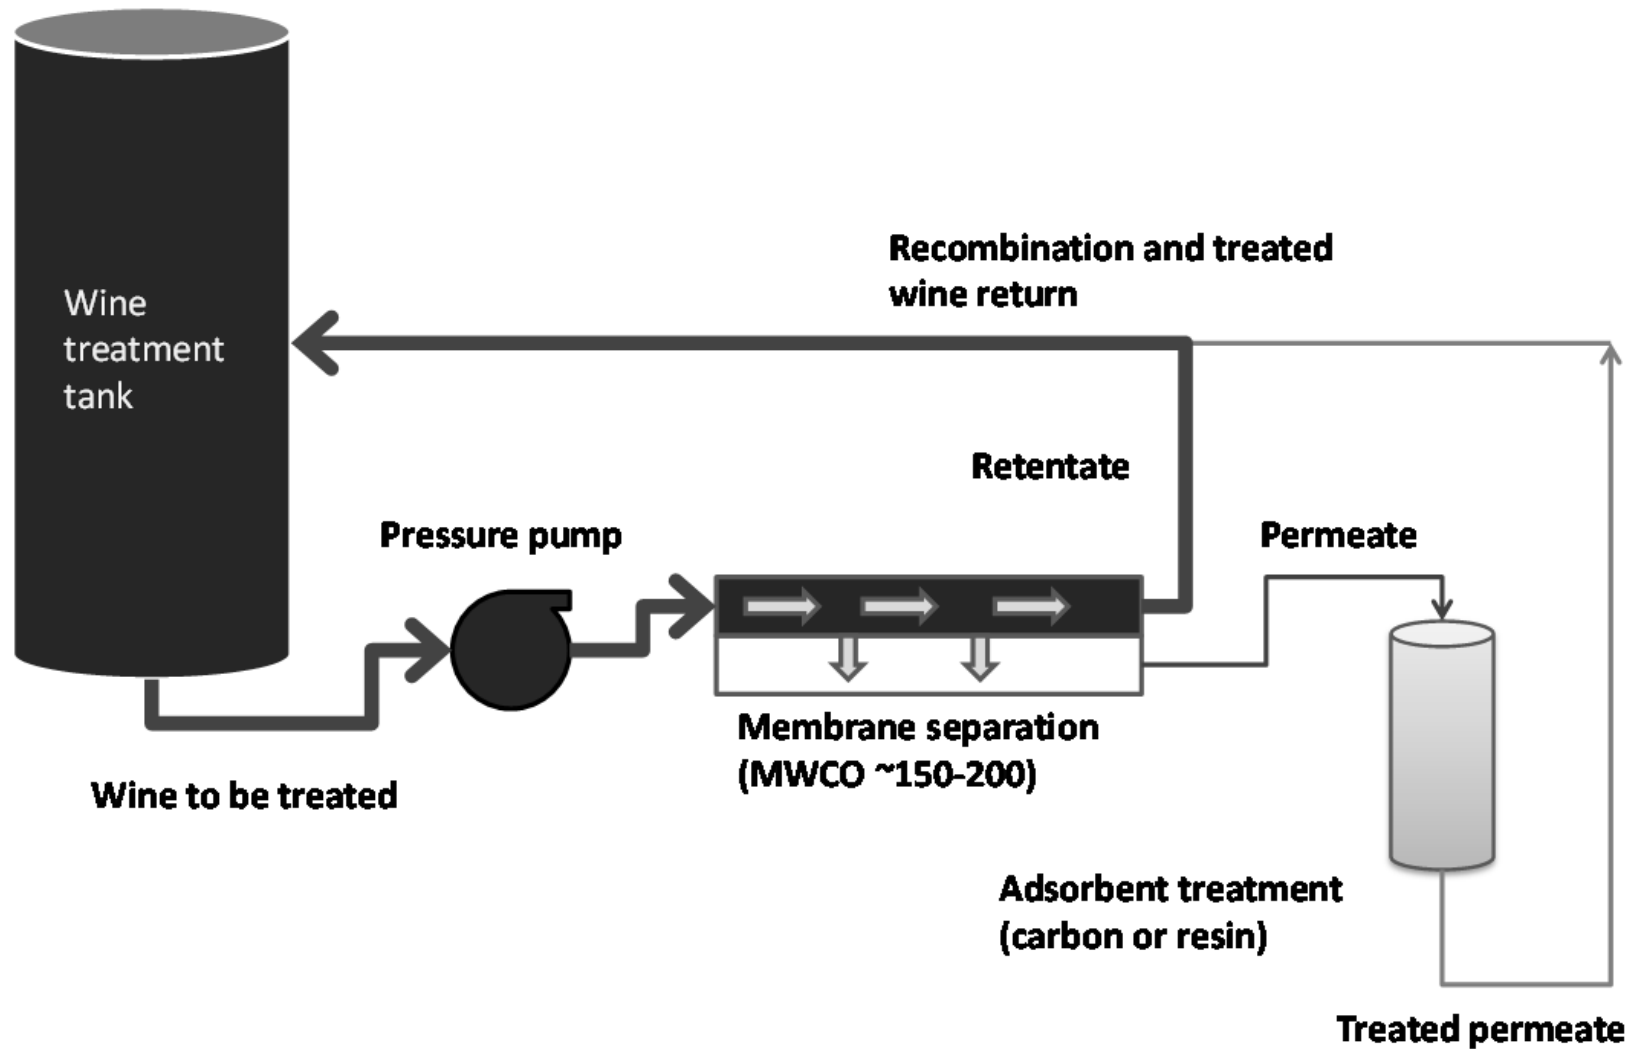 Wine
treatment
tank
Recombination and treated
wine return
Retentate
Pressure pump
Permeate
Membrane separation
(MWCO ~150-200)
Wine to be treated
Adsorbent treatment
(carbon or resin)
Treated permeate